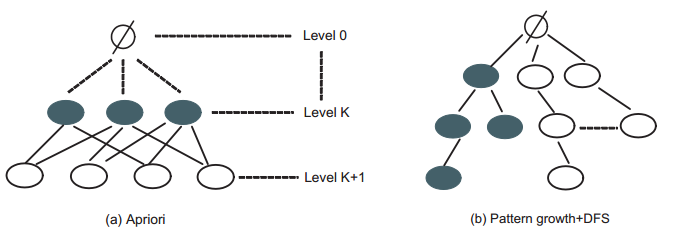 ∅
Level 0
Level K
Level K+1
(a) Apriori
∅
(b) Pattern growth+DFS